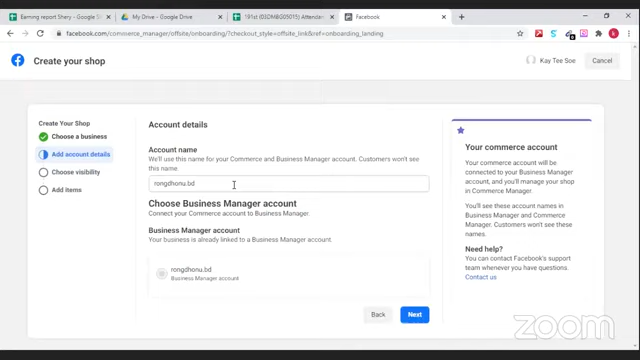 Earning report Shery - Google S
My Drive - Google Drive
191st (03DMBG05015) Attendan
Facebook
facebook.com/commerce_manager/offsite/onboarding/?checkout_style=offsite_link&ref=onboarding_landing
Create your shop
Kay Tee Soe
Cancel
Create Your Shop
Choose a business
Add account details
Choose visibility
Add items
Account details
Account name
We'll use this name for your Commerce and Business Manager account. Customers won't see
this name.
rongdhonu.bd
Choose Business Manager account
Connect your Commerce account to Business Manager.
Business Manager account
Your business is already linked to a Business Manager account.
rongdhonu.bd
Business Manager account
Back
Next
Your commerce account
Your commerce account will be
connected to your Business Manager
account, and you'll manage your shop
in Commerce Manager.
You'll see these account names in
Business Manager and Commerce
Manager. Customers won't see these
names.
Need help?
You can contact Facebook's support
team whenever you have questions.
Contact us
zoom